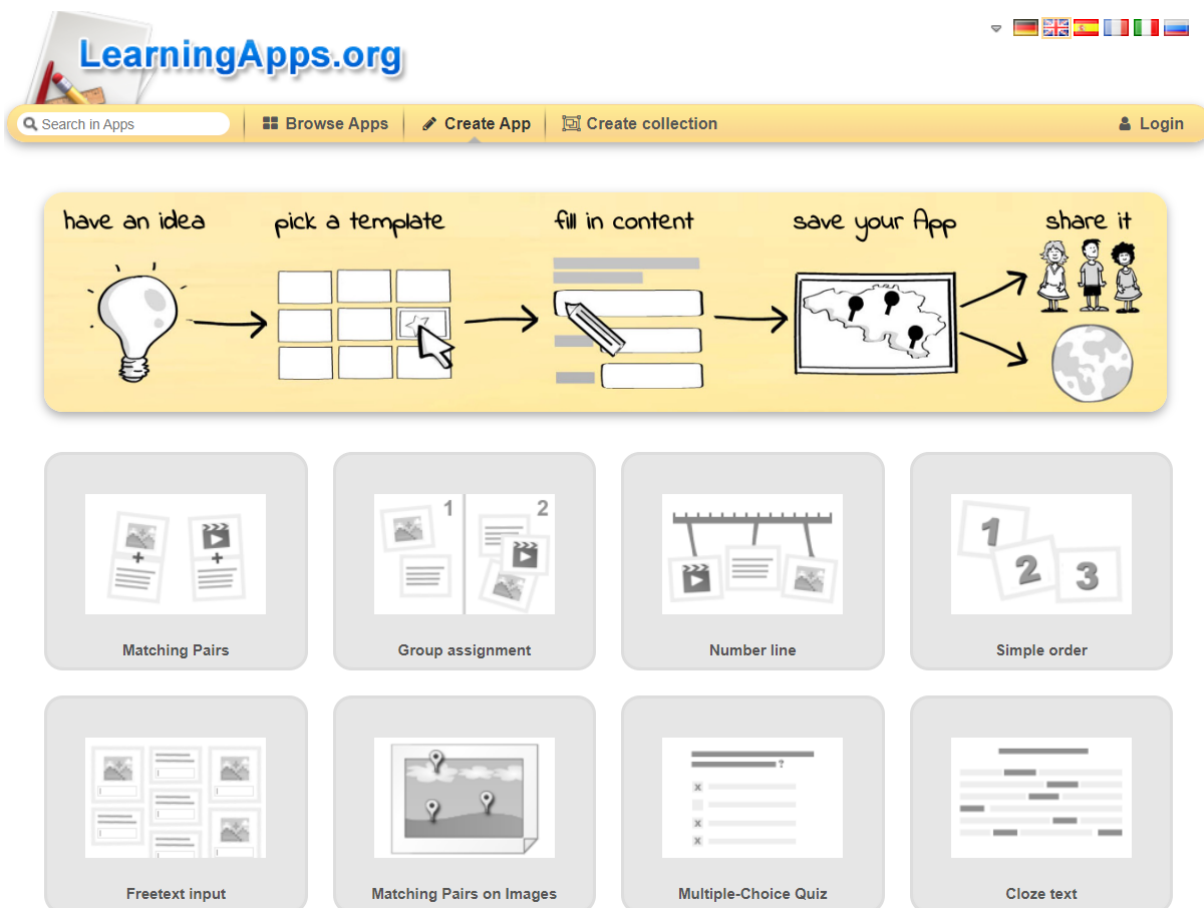 LearningApps.org
Search in Apps
Browse Apps
Create App
Create collection
Login
have an idea
pick a template
fill in content
save your App
share it
1
2
1
2
3
Matching Pairs
Group assignment
Number line
Simple order
?
x
x
x
Freetext input
Matching Pairs on Images
Multiple-Choice Quiz
Cloze text